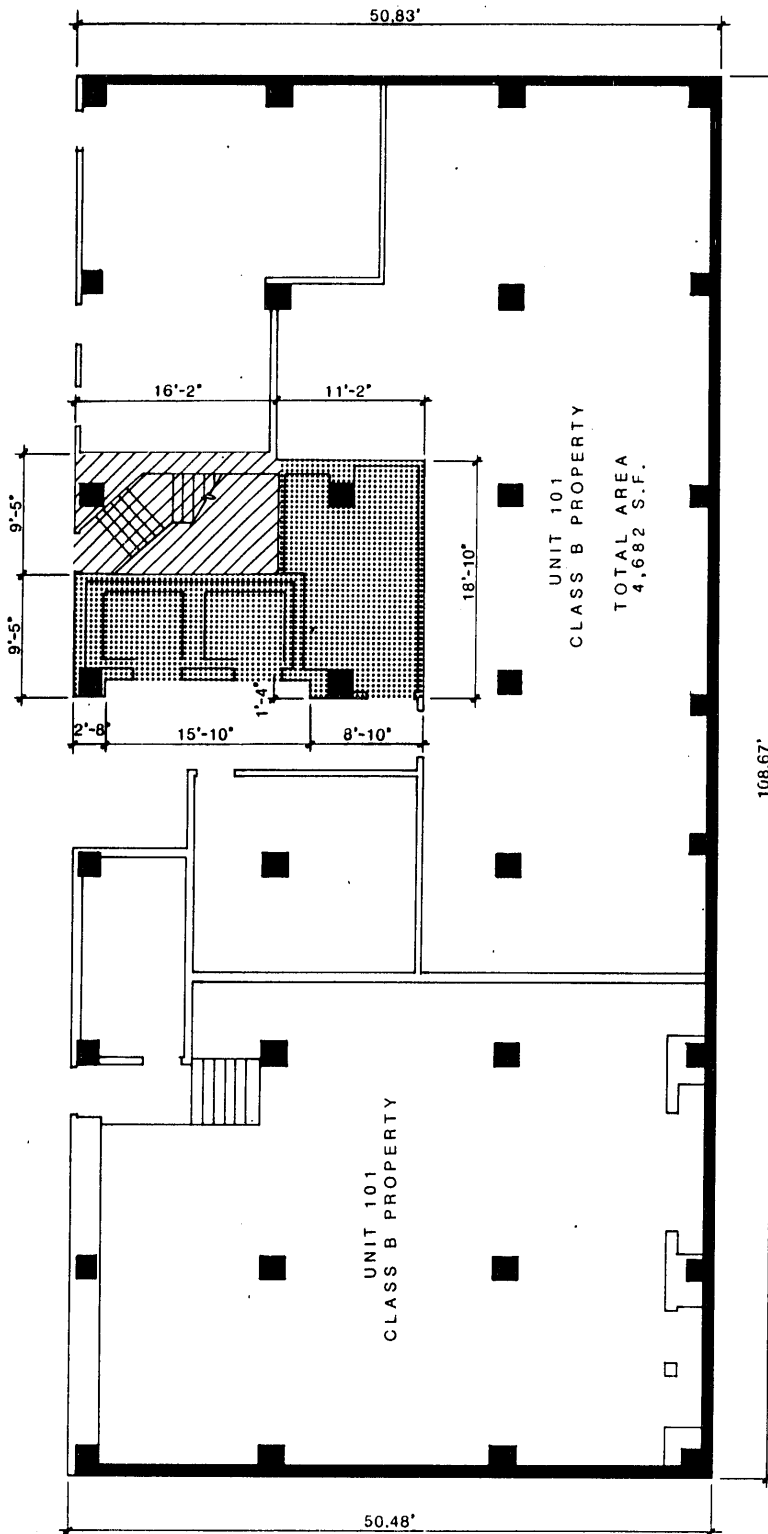 50.83'
16'-2"
11'-2"
9'-5"
9'-5"
18'-10"
1'-4"
2'-8"
15'-10"
8'-10"
UNIT 101
CLASS B PROPERTY
TOTAL AREA
4,682 S.F.
108.67'
UNIT 101
CLASS B PROPERTY
50.48'